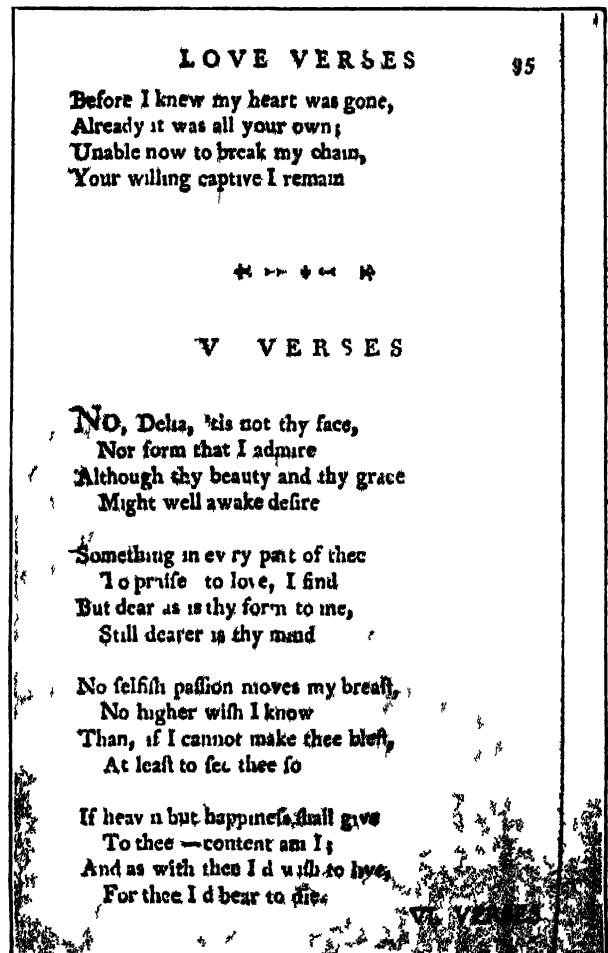 LOVE VERSES 95
Before I knew my heart was gone,
Already it was all your own;
Unable now to break my chain,
Your willing captive I remain
V VERSES
NO, Delia, 'tis not thy face,
Nor form that I admire
Although thy beauty and thy grace
Might well awake deſire
Something in ev ry part of thee
To praiſe to love, I find
But dear as is thy form to me,
Still dearer is thy mind
No ſelfiſh paſſion moves my breaſt,
No higher wiſh I know
Than, if I cannot make thee bleſt,
At leaſt to ſee thee ſo
If heav n but happineſs ſhall give
To thee —content am I;
And as with thee I d wiſh to live,
For thee I d bear to die.
VI. VERSES